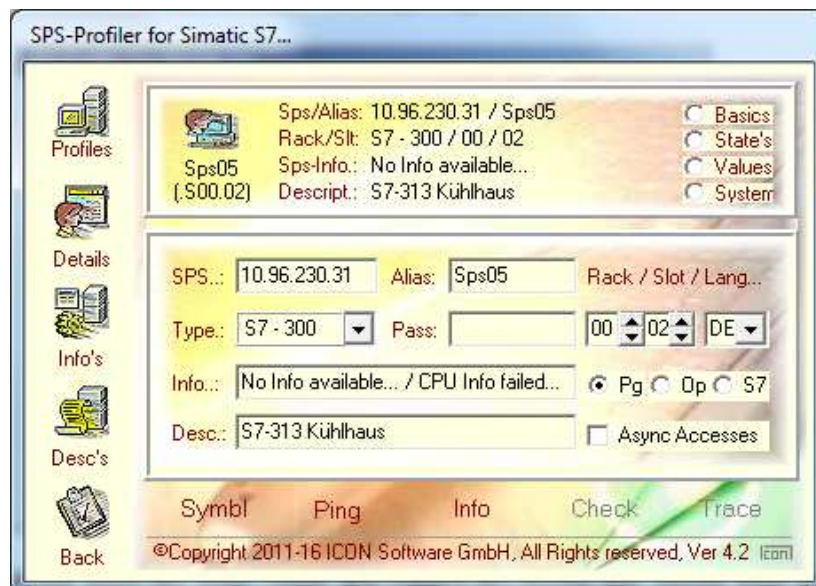 SPS-Profiler for Simatic S7...
Profiles
Details
Info's
Desc's
Back
Sps05
(.S00.02)
Sps/Alias: 10.96.230.31 / Sps05
Rack/Slt: S7 - 300 / 00 / 02
Sps-Info.: No Info available...
Descript.: S7-313 Kühlhaus
Basics
State's
Values
System
SPS..: 10.96.230.31 Alias: Sps05 Rack / Slot / Lang...
Type.: S7 - 300 Pass: 00 02 DE
Info..: No Info available... / CPU Info failed... Pg Op S7
Desc.: S7-313 Kühlhaus Async Accesses
Symbl Ping Info Check Trace
©Copyright 2011-16 ICON Software GmbH, All Rights reserved, Ver 4.2 Icon